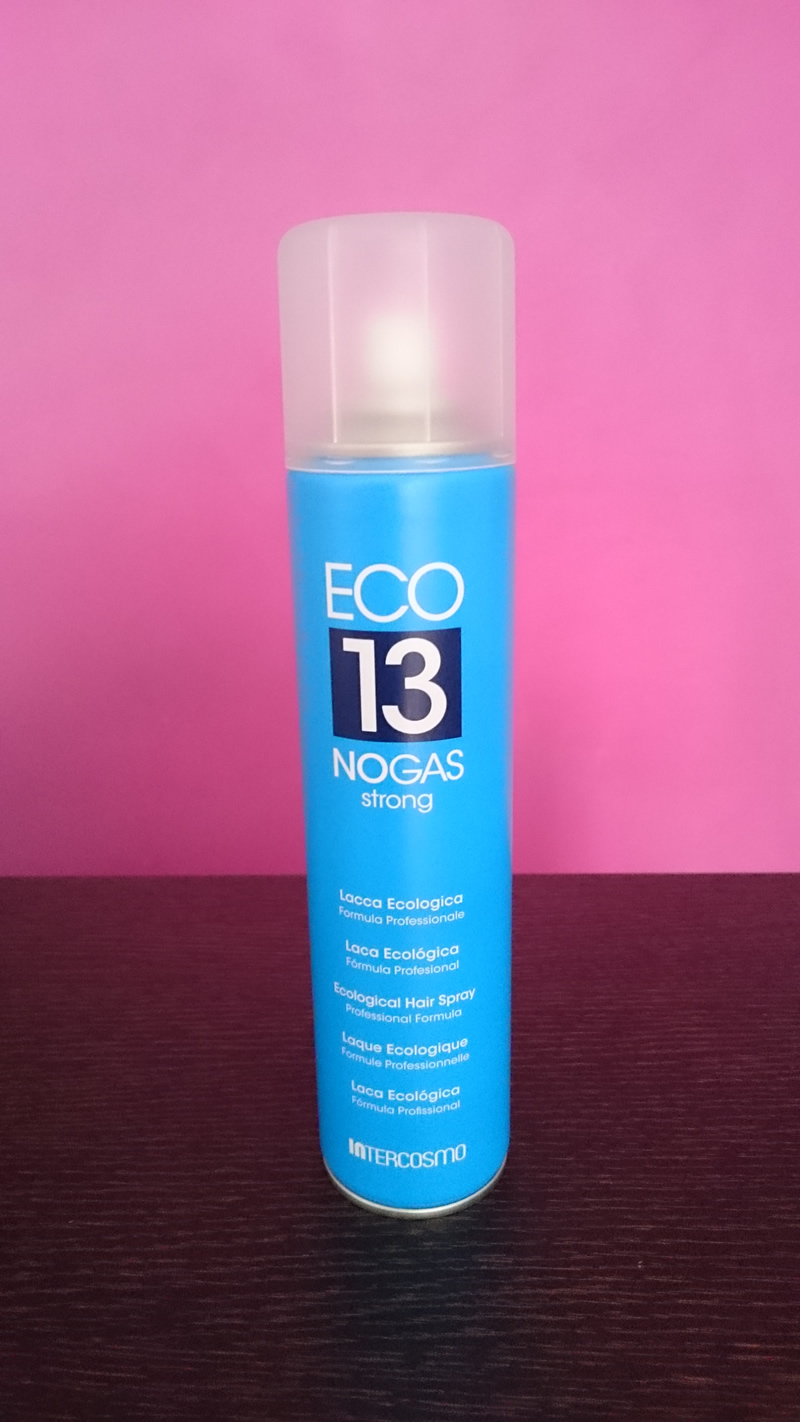 ECO
13
NOGAS
strong
Lacca Ecologica
Formula Professionale
Laca Ecológica
Fórmula Profesional
Ecological Hair Spray
Professional Formula
Laque Ecologique
Formule Professionnelle
Laca Ecológica
Fórmula Profissional
INTERCOSMO